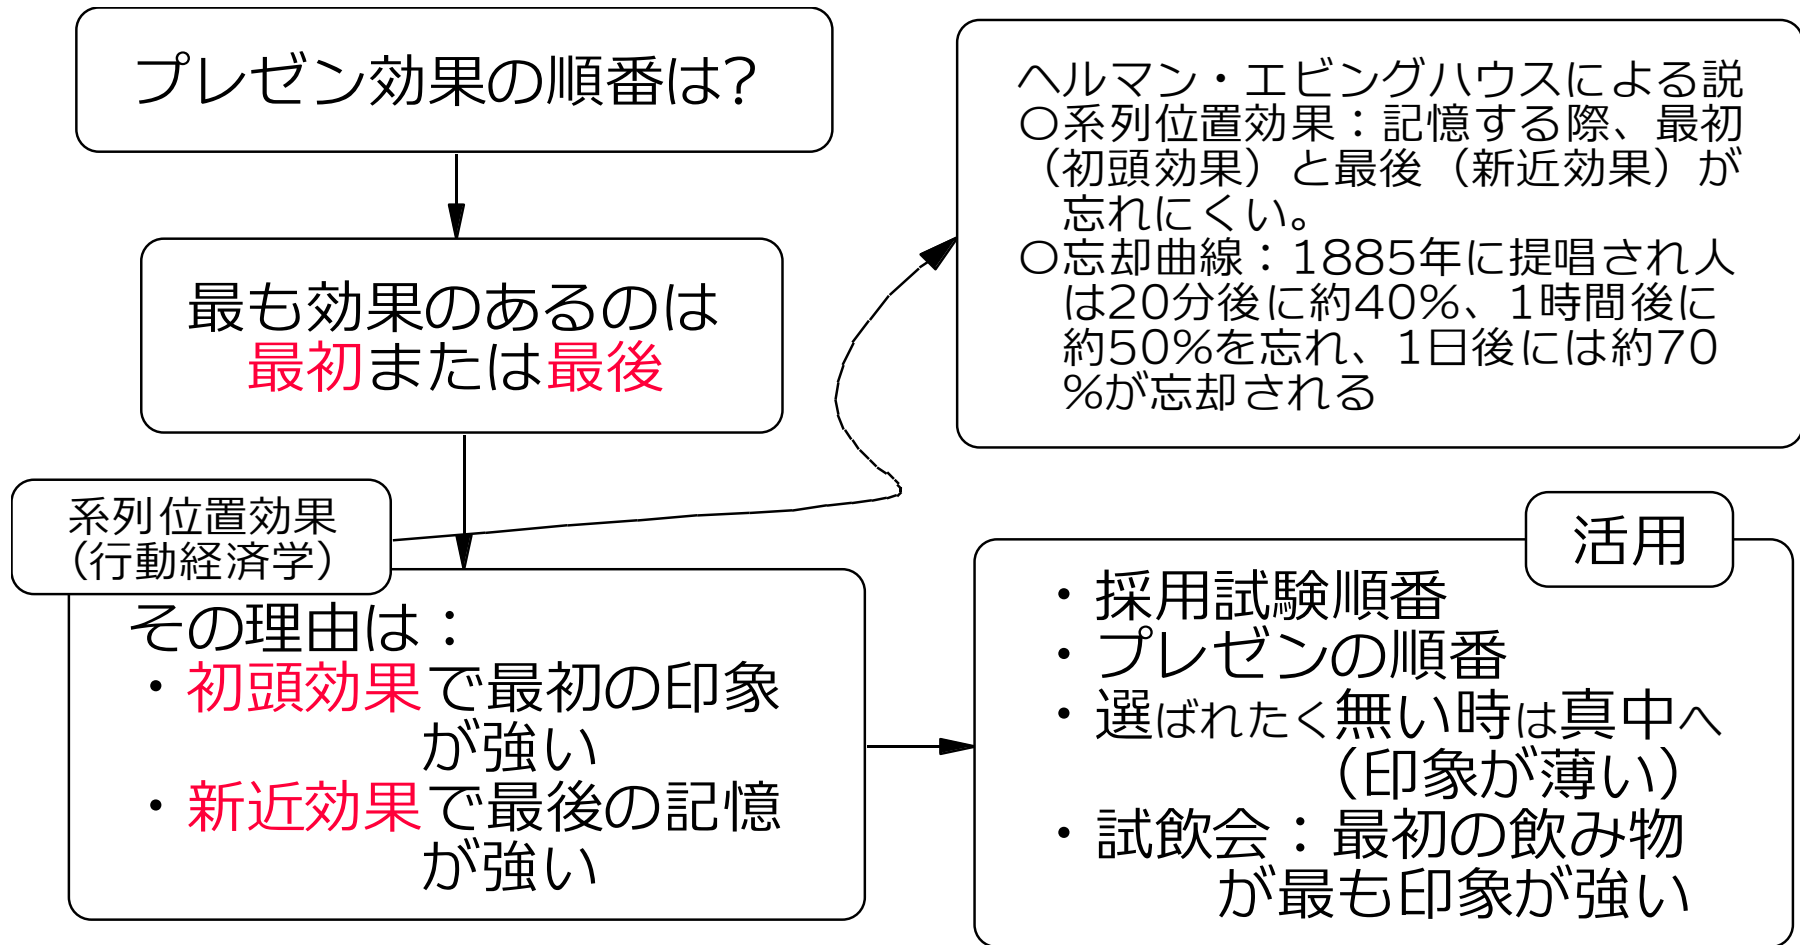 プレゼン効果の順番は?
最も効果のあるのは
最初または最後
系列位置効果
（行動経済学）
その理由は：
・初頭効果で最初の印象
が強い
・新近効果で最後の記憶
が強い
ヘルマン・エビングハウスによる説
〇系列位置効果：記憶する際、最初
（初頭効果）と最後（新近効果）が
忘れにくい。
〇忘却曲線：1885年に提唱され人
は20分後に約40%、1時間後に
約50%を忘れ、1日後には約70
%が忘却される
活用
・採用試験順番
・プレゼンの順番
・選ばれたく無い時は真中へ
（印象が薄い）
・試飲会：最初の飲み物
が最も印象が強い